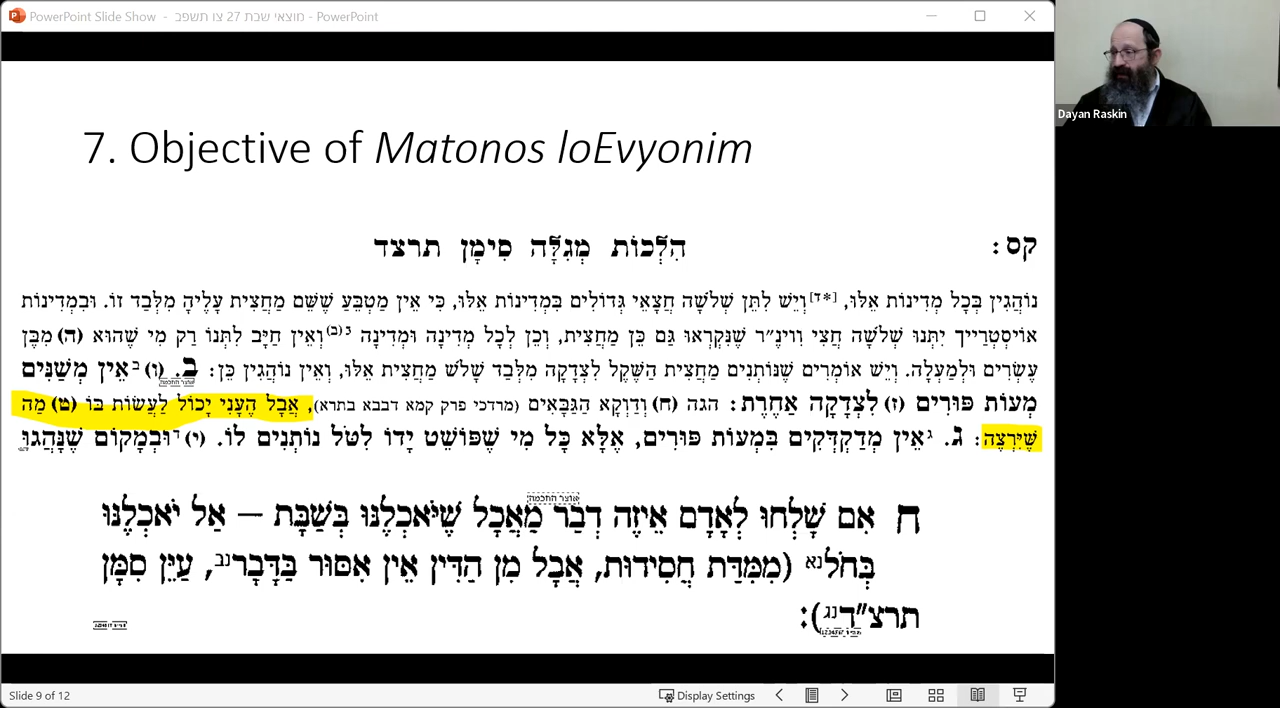 PowerPoint Slide Show - מוצאי שבת 27 צו תשפב - PowerPoint
Dayan Raskin
7. Objective of Matonos loEvyonim
קס: הִלְכוֹת מְגִלָּה סִימָן תרצד
נוֹהֲגִין בְּכָל מְדִינוֹת אֵלּוּ, [*ד] וְיֵשׁ לִתֵּן שְׁלֹשָׁה חֲצָאֵי גְּדוֹלִים בִּמְדִינוֹת אֵלּוּ, כִּי אֵין מַטְבֵּעַ שֶׁשֵּׁם מַחֲצִית עָלֶיהָ מִלְּבַד זוֹ. וּבִמְדִינוֹת
אוֹיְסְטְרַייךְ יִתְּנוּ שְׁלֹשָׁה חֲצִי ווינֶ״ר שֶׁנִּקְרְאוּ גַּם כֵּן מַחֲצִית, וְכֵן לְכָל מְדִינָה וּמְדִינָה (ב) וְאֵין חַיָּב לִתְּנוֹ רַק מִי שֶׁהוּא (ה) מִבֶּן
עֶשְׂרִים וּלְמַעְלָה. וְיֵשׁ אוֹמְרִים שֶׁנּוֹתְנִים מַחֲצִית הַשֶּׁקֶל לִצְדָקָה מִלְּבַד שָׁלֹשׁ מַחֲצִית אֵלּוּ, וְאֵין נוֹהֲגִין כֵּן: ב. (ו) ב אֵין מְשַׁנִּים
מְעוֹת פּוּרִים (ז) לִצְדָקָה אַחֶרֶת: הגה (ח) וְדַוְקָא הַגַּבָּאִים (מרדכי פרק קמא דבבא בתרא), אֲבָל הֶעָנִי יָכוֹל לַעֲשׂוֹת בּוֹ (ט) מַה
שֶּׁיִּרְצֶה: ג. ג אֵין מְדַקְדְּקִים בִּמְעוֹת פּוּרִים, אֶלָּא כָּל מִי שֶׁפּוֹשֵׁט יָדוֹ לִטֹּל נוֹתְנִים לוֹ. (י) ד וּבְמָקוֹם שֶׁנָּהֲגוּ
ח אִם שָׁלְחוּ לְאָדָם אֵיזֶה דְבַר מַאֲכָל שֶׁיֹּאכְלֶנּוּ בְּשַׁבָּת – אַל יֹאכְלֶנּוּ
בְּחֹל נא (מִמִּדַּת חֲסִידוּת, אֲבָל מִן הַדִּין אֵין אִסּוּר בַּדָּבָר נב, עַיֵּן סִמָּן
תרצ״ד נג):
Slide 9 of 12 Display Settings